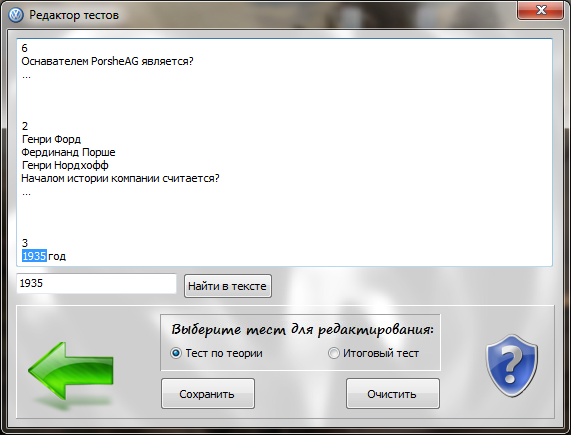 Редактор тестов
6
Оснавателем PorsheAG является?
...
2
Генри Форд
Фердинанд Порше
Генри Нордхофф
Началом истории компании считается?
...
3
1935 год
1935
Найти в тексте
Выберите тест для редактирования:
Тест по теории
Итоговый тест
Сохранить
Очистить